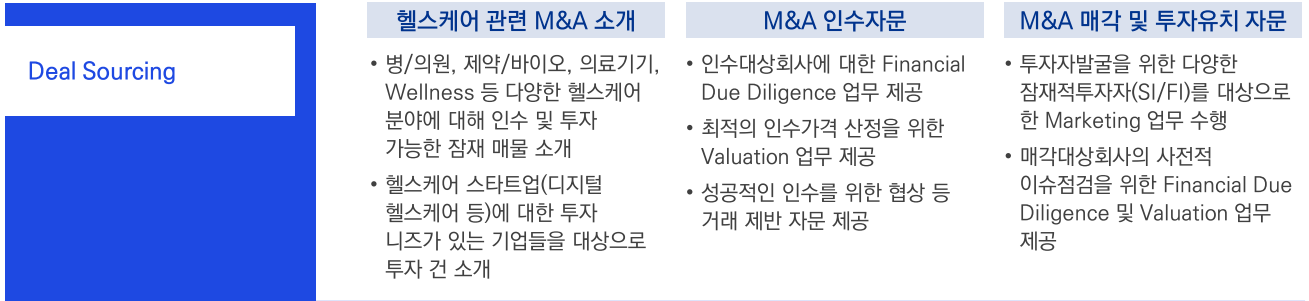 Deal Sourcing
헬스케어 관련 M&A 소개
• 병/의원, 제약/바이오, 의료기기,
Wellness 등 다양한 헬스케어
분야에 대해 인수 및 투자
가능한 잠재 매물 소개
• 헬스케어 스타트업(디지털
헬스케어 등)에 대한 투자
니즈가 있는 기업들을 대상으로
투자 건 소개
M&A 인수자문
• 인수대상회사에 대한 Financial
Due Diligence 업무 제공
• 최적의 인수가격 산정을 위한
Valuation 업무 제공
• 성공적인 인수를 위한 협상 등
거래 제반 자문 제공
M&A 매각 및 투자유치 자문
• 투자자발굴을 위한 다양한
잠재적투자자(SI/FI)를 대상으로
한 Marketing 업무 수행
• 매각대상회사의 사전적
이슈점검을 위한 Financial Due
Diligence 및 Valuation 업무
제공